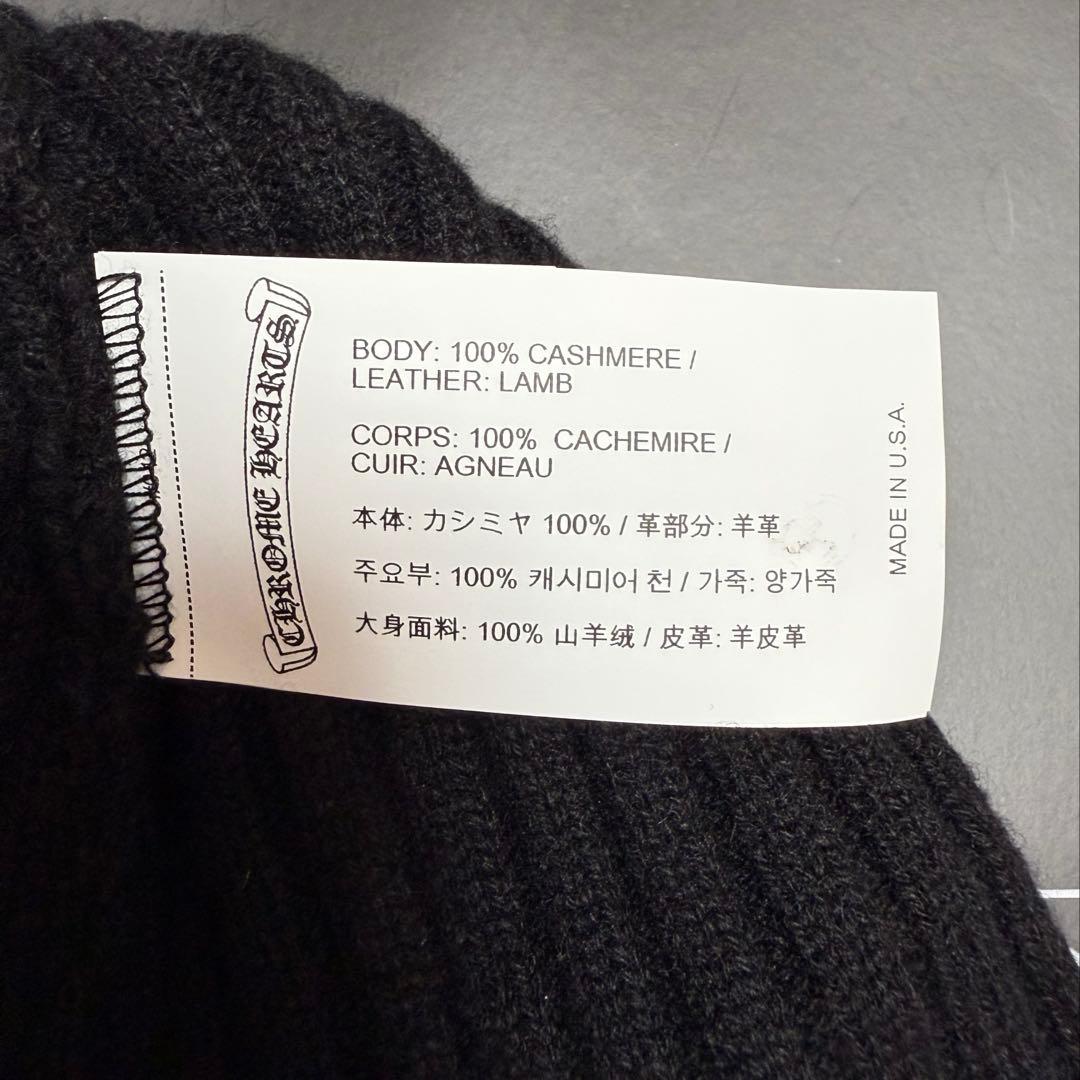 CHROME HEARTS
BODY: 100% CASHMERE /
LEATHER: LAMB
CORPS: 100% CACHEMIRE /
CUIR: AGNEAU
本体: カシミヤ 100% / 革部分: 羊革
주요부: 100% 캐시미어 천 / 가죽: 양가죽
大身面料: 100% 山羊绒 / 皮革: 羊皮革
MADE IN U.S.A.